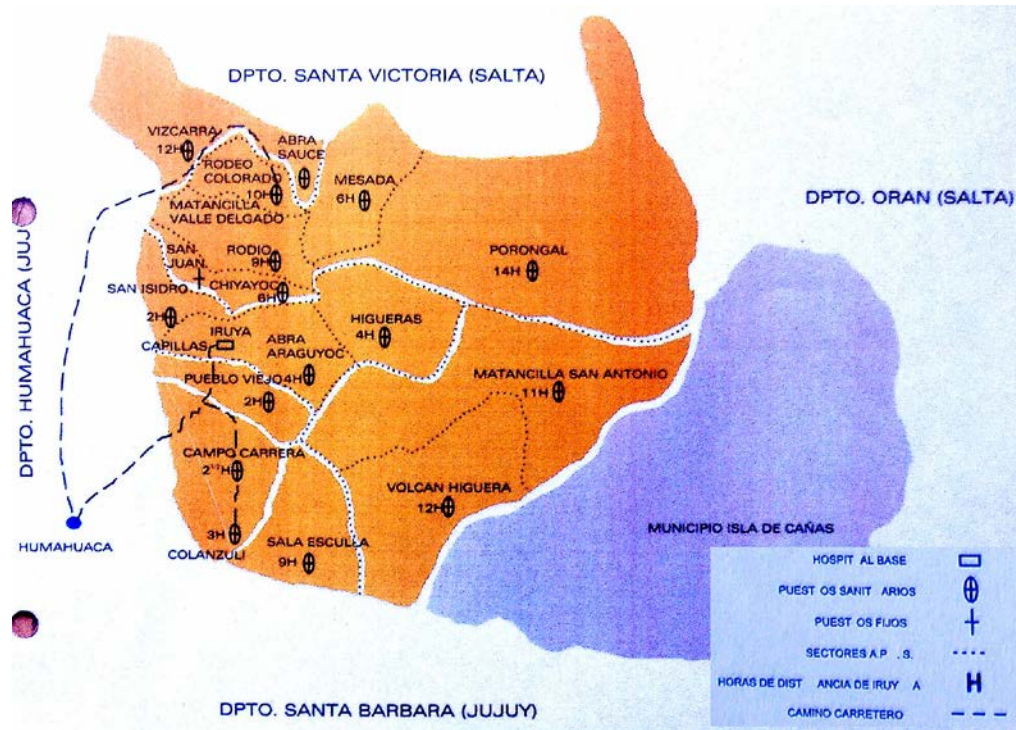 DPTO. SANTA VICTORIA (SALTA)
VIZCARRA
12H
ABRA
SAUCE
RODEO
COLORADO
10H
MESADA
6H
DPTO. ORAN (SALTA)
MATANCILLA
VALLE DELGADO
DPTO. HUMAHUACA (JUJ
SAN
JUAN
RODIO
9H
PORONGAL
14H
SAN ISIDRO
2H
CHIYAYOC
6H
IRUYA
CAPILLAS
HIGUERAS
4H
ABRA
ARAGUYOC
4H
PUEBLO VIEJO
2H
MATANCILLA SAN ANTONIO
11H
CAMPO CARRERA
2 1/2 H
VOLCAN HIGUERA
12H
HUMAHUACA
3H
COLANZULI
SALA ESCULLA
9H
MUNICIPIO ISLA DE CAÑAS
HOSPIT AL BASE
PUEST OS SANIT ARIOS
PUEST OS FIJOS
SECTORES A.P .S.
HORAS DE DIST ANCIA DE IRUY A H
CAMINO CARRETERO
DPTO. SANTA BARBARA (JUJUY)